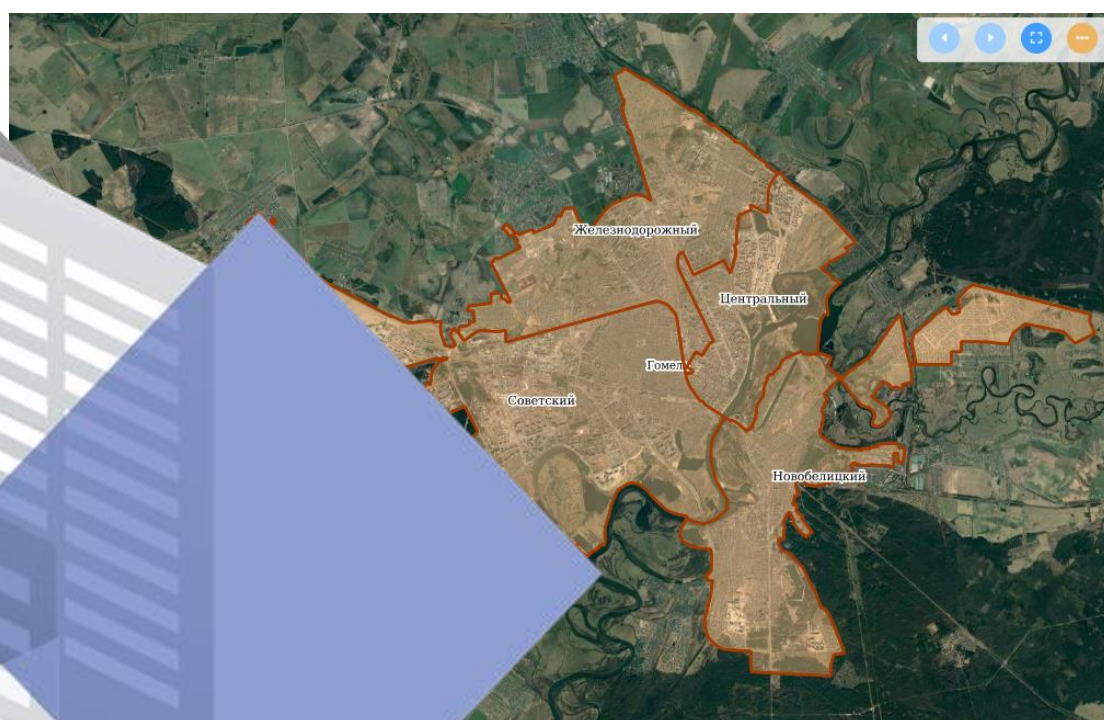 Железнодорожный
Центральный
Гомель
Советский
Новобелицкий